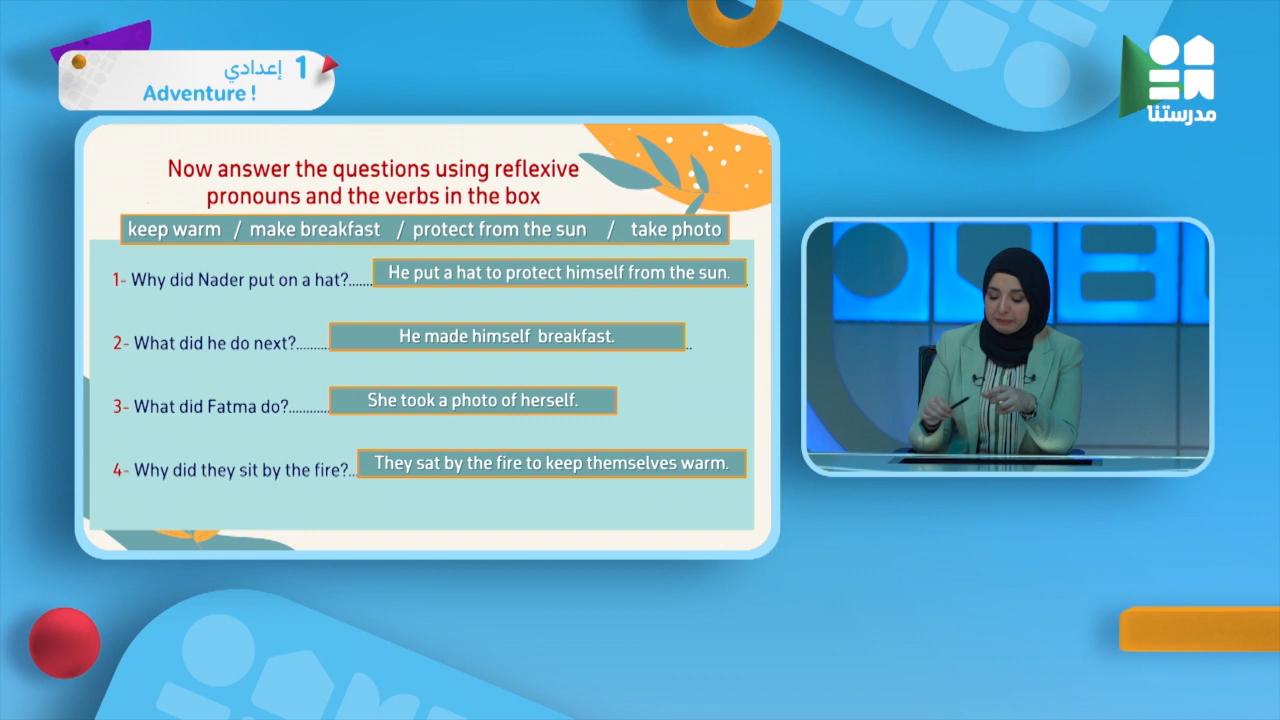 1 إعدادي
Adventure !
مدرستنا
Now answer the questions using reflexive
pronouns and the verbs in the box
keep warm / make breakfast / protect from the sun / take photo
1- Why did Nader put on a hat?....... He put a hat to protect himself from the sun. .
2- What did he do next?......... He made himself breakfast. ..
3- What did Fatma do?............ She took a photo of herself.
4- Why did they sit by the fire?... They sat by the fire to keep themselves warm.